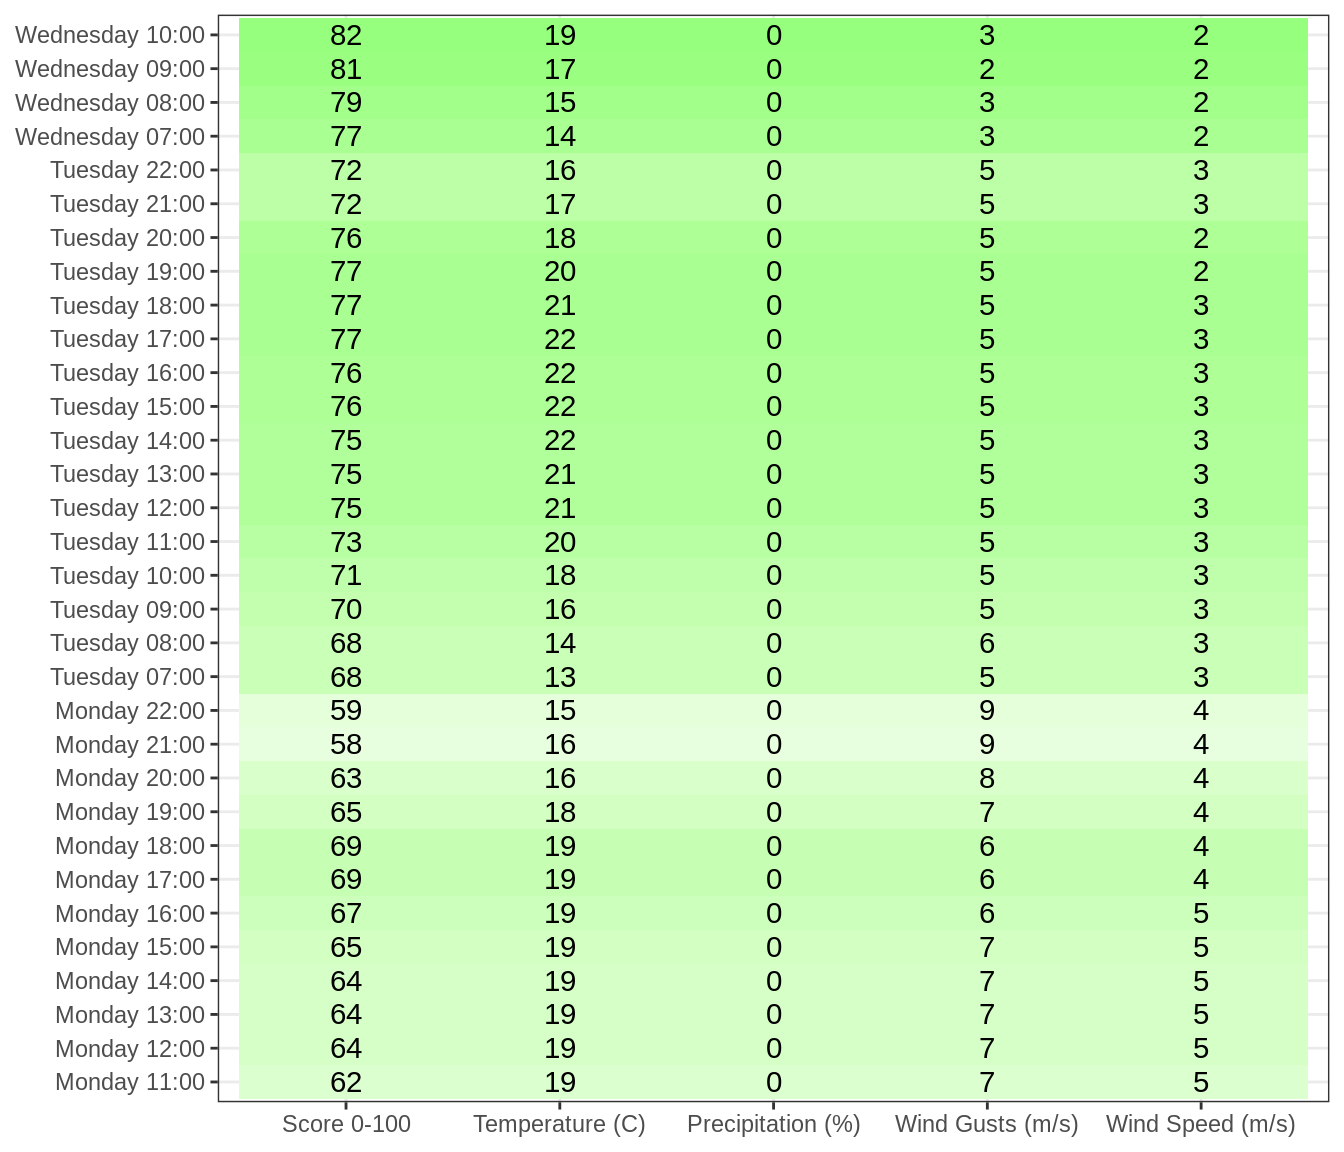 Wednesday 10:00 82 19 0 3 2
Wednesday 09:00 81 17 0 2 2
Wednesday 08:00 79 15 0 3 2
Wednesday 07:00 77 14 0 3 2
Tuesday 22:00 72 16 0 5 3
Tuesday 21:00 72 17 0 5 3
Tuesday 20:00 76 18 0 5 2
Tuesday 19:00 77 20 0 5 2
Tuesday 18:00 77 21 0 5 3
Tuesday 17:00 77 22 0 5 3
Tuesday 16:00 76 22 0 5 3
Tuesday 15:00 76 22 0 5 3
Tuesday 14:00 75 22 0 5 3
Tuesday 13:00 75 21 0 5 3
Tuesday 12:00 75 21 0 5 3
Tuesday 11:00 73 20 0 5 3
Tuesday 10:00 71 18 0 5 3
Tuesday 09:00 70 16 0 5 3
Tuesday 08:00 68 14 0 6 3
Tuesday 07:00 68 13 0 5 3
Monday 22:00 59 15 0 9 4
Monday 21:00 58 16 0 9 4
Monday 20:00 63 16 0 8 4
Monday 19:00 65 18 0 7 4
Monday 18:00 69 19 0 6 4
Monday 17:00 69 19 0 6 4
Monday 16:00 67 19 0 6 5
Monday 15:00 65 19 0 7 5
Monday 14:00 64 19 0 7 5
Monday 13:00 64 19 0 7 5
Monday 12:00 64 19 0 7 5
Monday 11:00 62 19 0 7 5
Score 0-100 Temperature (C) Precipitation (%) Wind Gusts (m/s) Wind Speed (m/s)